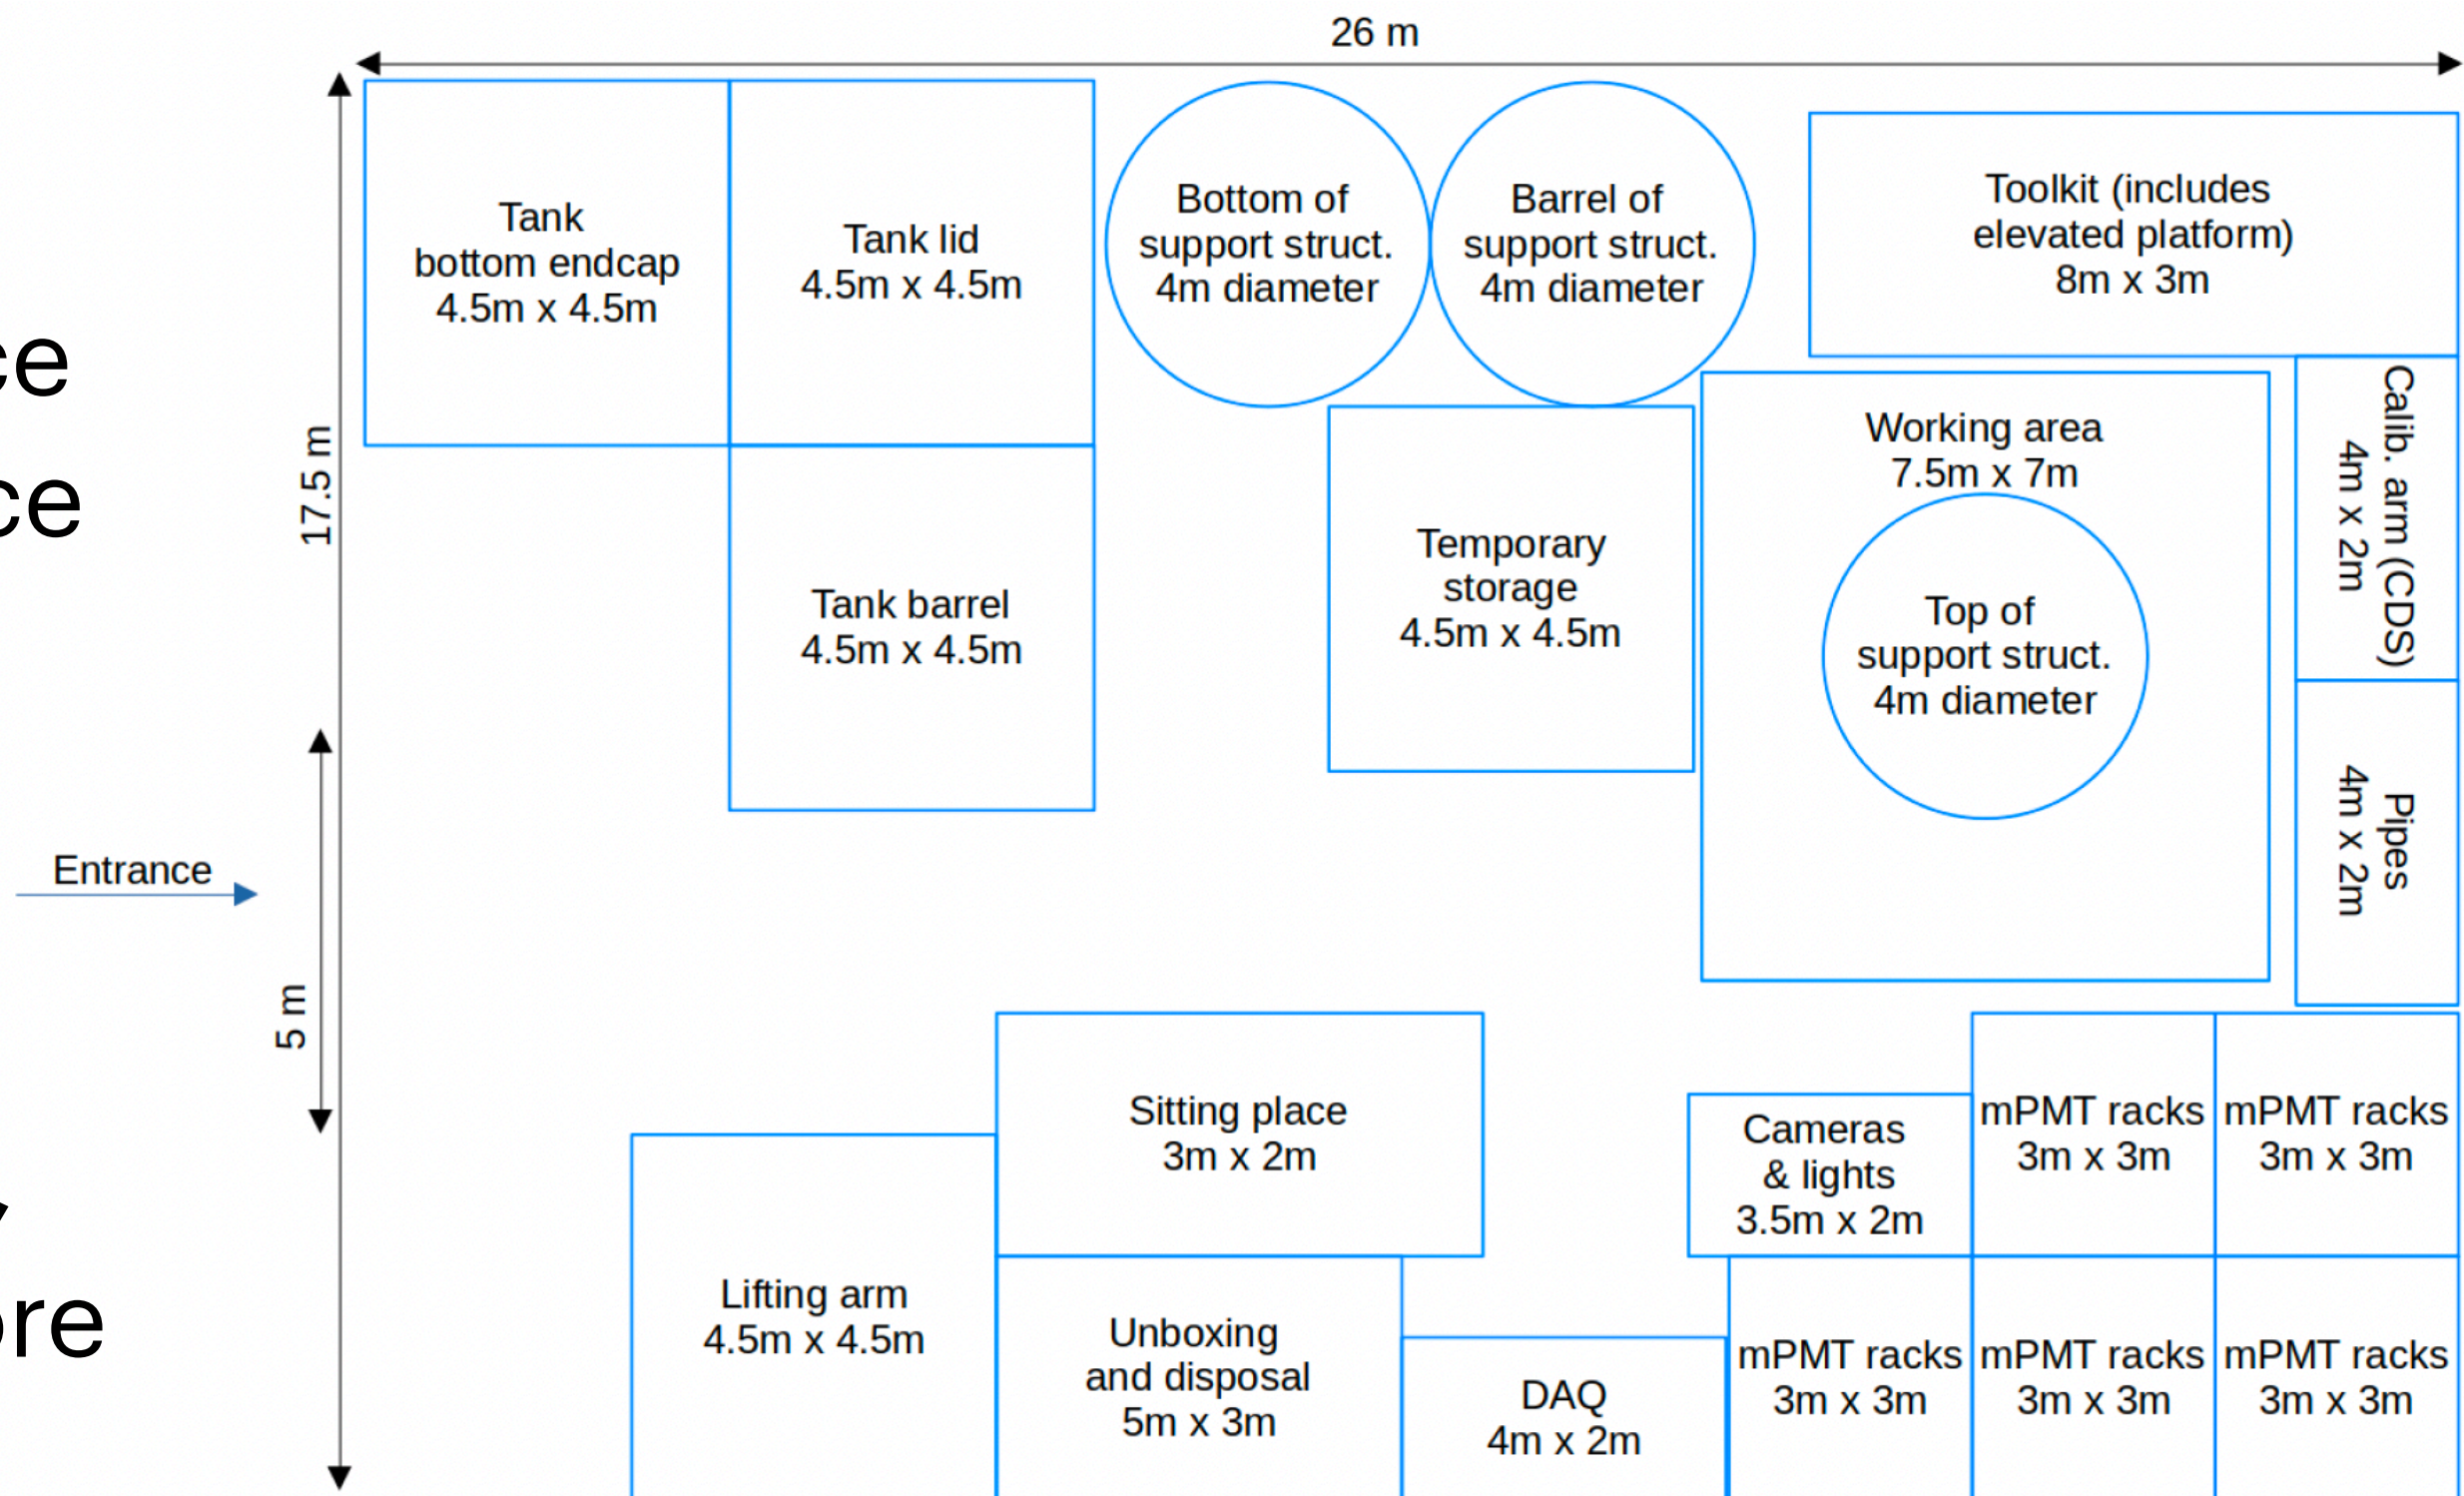 26 m
17.5 m
5 m
Entrance
ce
ce
ore
Tank
bottom endcap
4.5m x 4.5m
Tank lid
4.5m x 4.5m
Bottom of
support struct.
4m diameter
Barrel of
support struct.
4m diameter
Toolkit (includes
elevated platform)
8m x 3m
Tank barrel
4.5m x 4.5m
Temporary
storage
4.5m x 4.5m
Working area
7.5m x 7m
Top of
support struct.
4m diameter
Calib. arm (CDS)
4m x 2m
Pipes
4m x 2m
Sitting place
3m x 2m
Lifting arm
4.5m x 4.5m
Unboxing
and disposal
5m x 3m
DAQ
4m x 2m
Cameras
& lights
3.5m x 2m
mPMT racks
3m x 3m
mPMT racks
3m x 3m
mPMT racks
3m x 3m
mPMT racks
3m x 3m
mPMT racks
3m x 3m